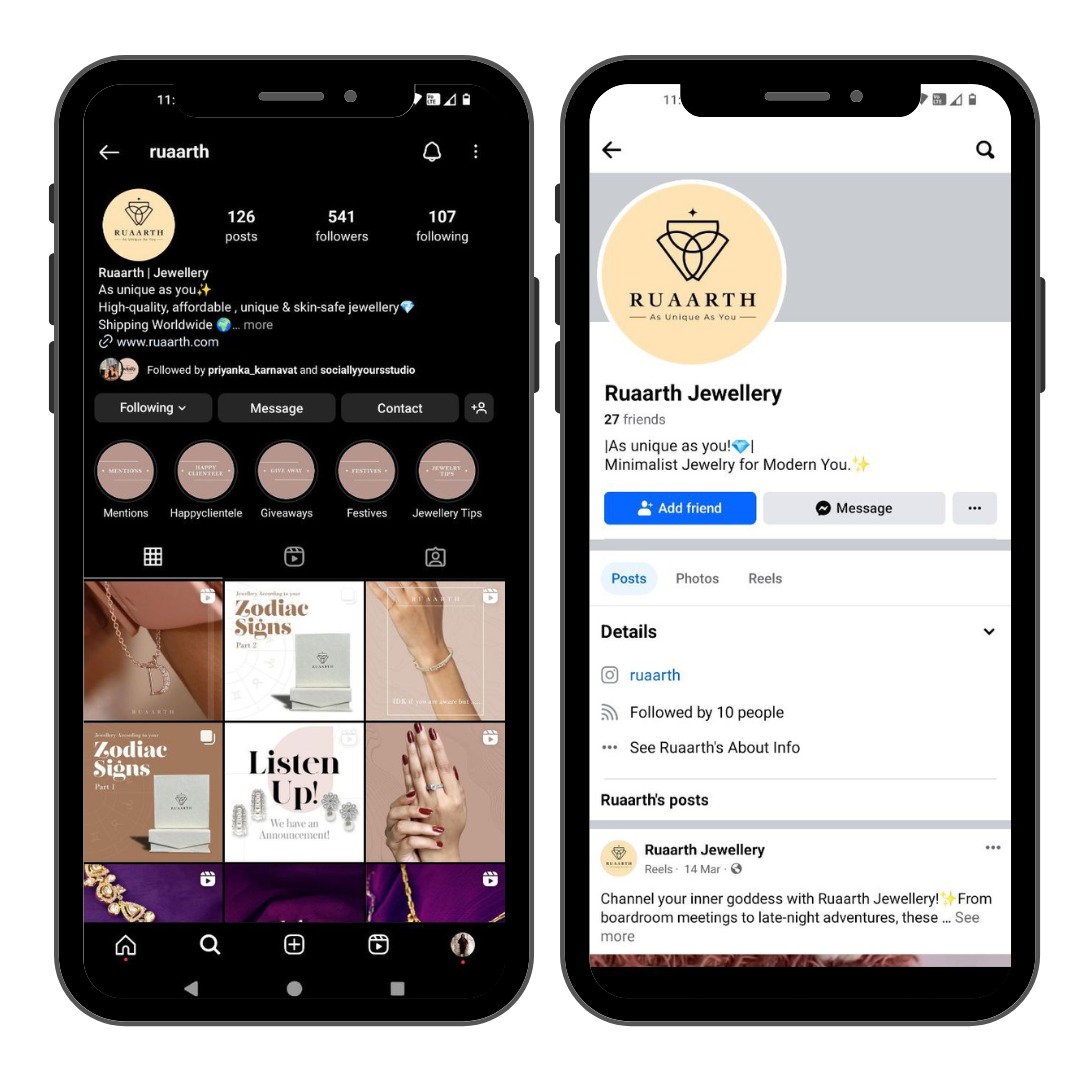 11:
ruaarth
RUAARTH
As Unique As You
126
posts
541
followers
107
following
Ruaarth | Jewellery
As unique as you✨
High-quality, affordable , unique & skin-safe jewellery💎
Shipping Worldwide 🌍... more
www.ruaarth.com
Followed by priyanka_karnavat and sociallyyoursstudio
Following
Message
Contact
MENTIONS
HAPPY
CLIENTELE
GIVE AWAY
FESTIVES
JEWELRY
TIPS
Mentions
Happyclientele
Giveaways
Festives
Jewellery Tips
RUAARTH
Jewellery According to your
Zodiac
Signs
Part 2
RUAARTH
RUAARTH
IDK if you are aware but .....
Jewellery According to your
Zodiac
Signs
Part 1
RUAARTH
Listen
Up!
We have an
Announcement!
11:
RUAARTH
As Unique As You
Ruaarth Jewellery
27 friends
|As unique as you!💎|
Minimalist Jewelry for Modern You.✨
Add friend
Message
Posts
Photos
Reels
Details
ruaarth
Followed by 10 people
See Ruaarth's About Info
Ruaarth's posts
RUAARTH
Ruaarth Jewellery
Reels · 14 Mar ·
Channel your inner goddess with Ruaarth Jewellery!✨From
boardroom meetings to late-night adventures, these ... See
more